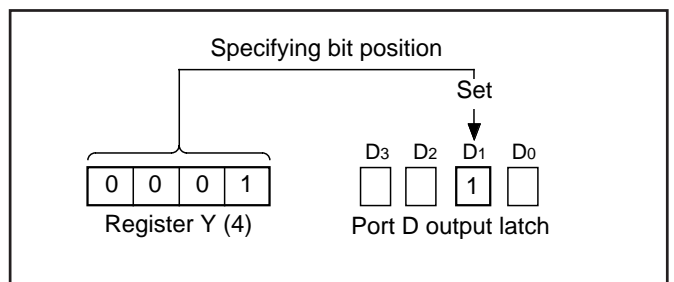 Specifying bit position
Set
D3 D2 D1 D0
0 0 0 1 1
Register Y (4) Port D output latch